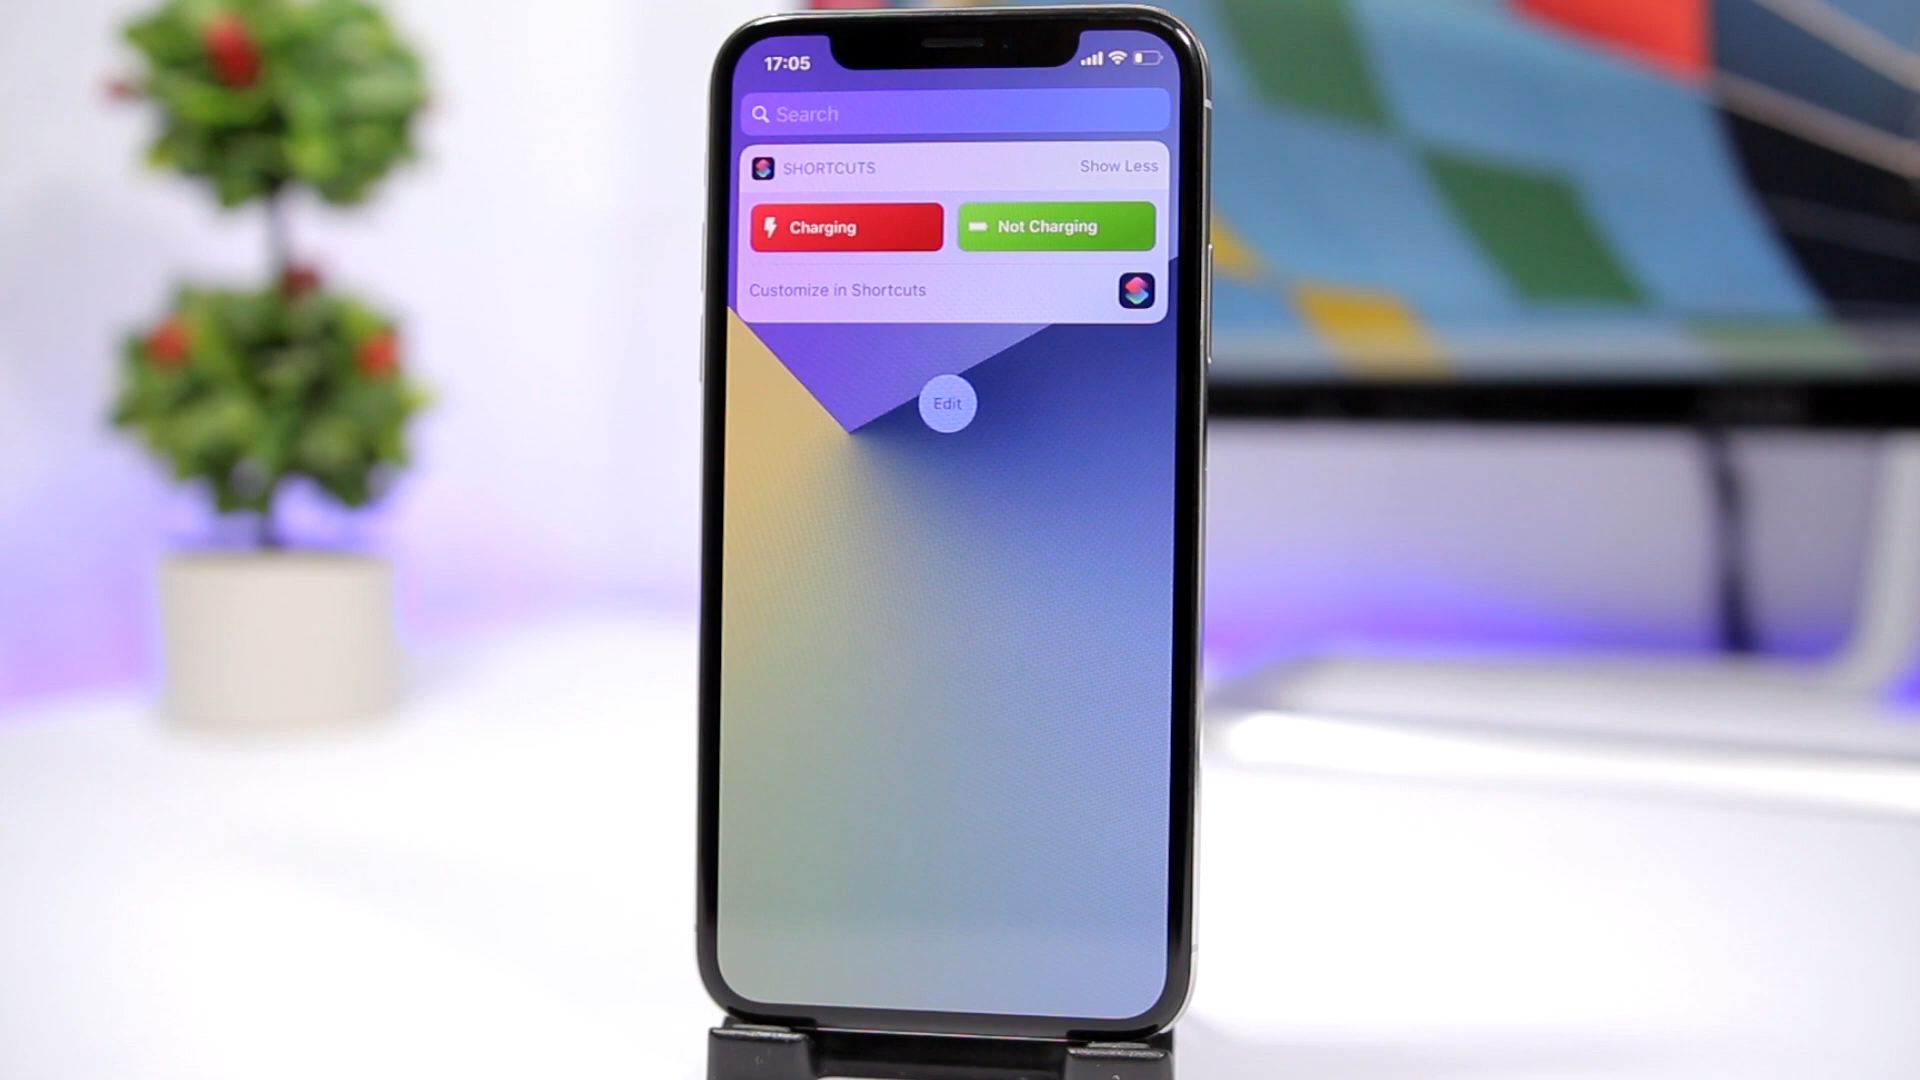 17:05
Search
SHORTCUTS
Show Less
Charging
Not Charging
Customize in Shortcuts
Edit